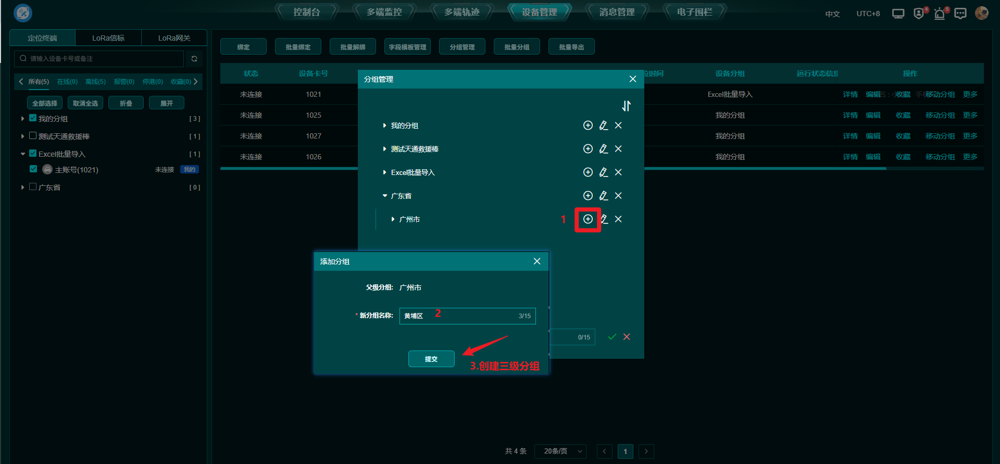 控制台
多端监控
多端轨迹
设备管理
消息管理
电子围栏
中文
UTC+8
4
5
定位终端
LoRa信标
LoRa网关
请输入设备卡号或备注
所有(5)
在线(0)
离线(5)
报警(0)
停港(0)
收藏(0)
全部选择
取消全选
折叠
展开
我的分组
[ 3 ]
测试天通救援棒
[ 1 ]
Excel批量导入
[ 1 ]
主账号(1021)
未连接
我的
广东省
[ 0 ]
绑定
批量绑定
批量解绑
字段模板管理
分组管理
批量分组
批量导出
状态
设备卡号
位时间
设备分组
运行状态信息
操作
未连接
1021
Excel批量导入
详情
编辑
收藏
移动分组
更多
未连接
1025
我的分组
详情
编辑
收藏
移动分组
更多
未连接
1027
我的分组
详情
编辑
收藏
移动分组
更多
未连接
1026
我的分组
详情
编辑
收藏
移动分组
更多
分组管理
我的分组
测试天通救援棒
Excel批量导入
广东省
广州市
1
0/15
添加分组
父级分组:
广州市
* 新分组名称:
黄埔区
2
3/15
提交
3.创建三级分组
共 4 条
20条/页
1